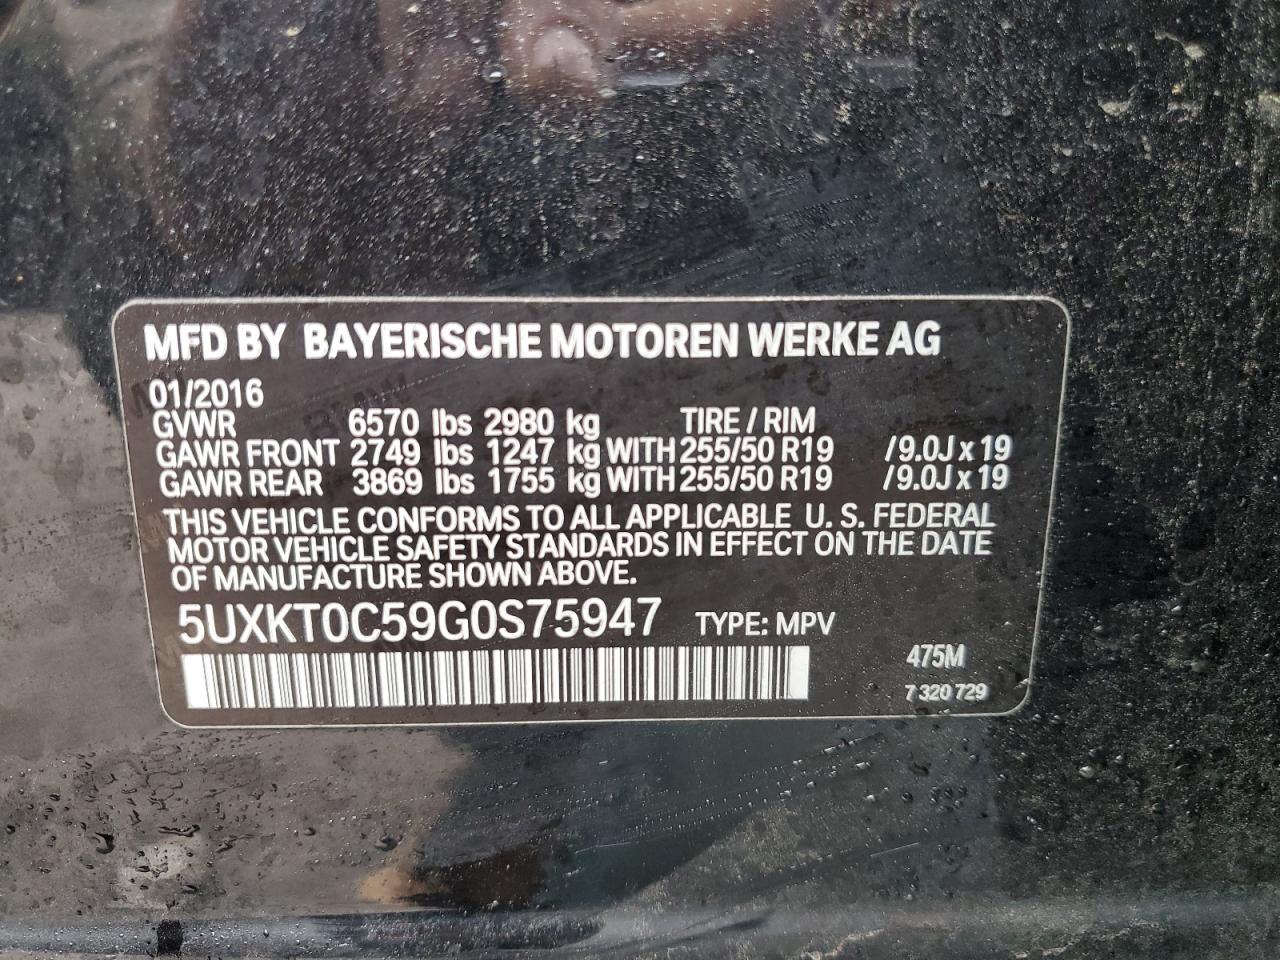 MFD BY BAYERISCHE MOTOREN WERKE AG
01/2016
GVWR 6570 lbs 2980 kg TIRE / RIM
GAWR FRONT 2749 lbs 1247 kg WITH 255/50 R19 /9.0J x 19
GAWR REAR 3869 lbs 1755 kg WITH 255/50 R19 /9.0J x 19
THIS VEHICLE CONFORMS TO ALL APPLICABLE U. S. FEDERAL
MOTOR VEHICLE SAFETY STANDARDS IN EFFECT ON THE DATE
OF MANUFACTURE SHOWN ABOVE.
5UXKT0C59G0S75947 TYPE: MPV
475M
7 320 729